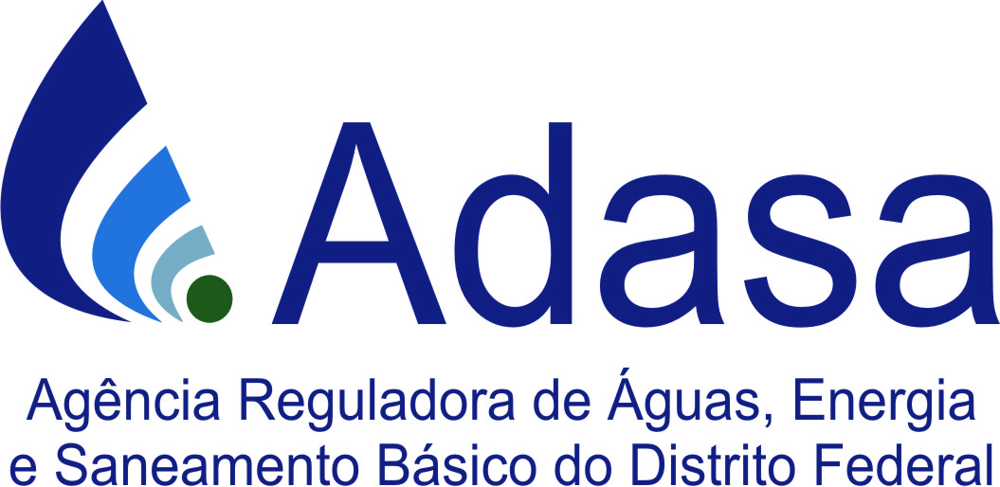 Adasa
Agência Reguladora de Águas, Energia
e Saneamento Básico do Distrito Federal